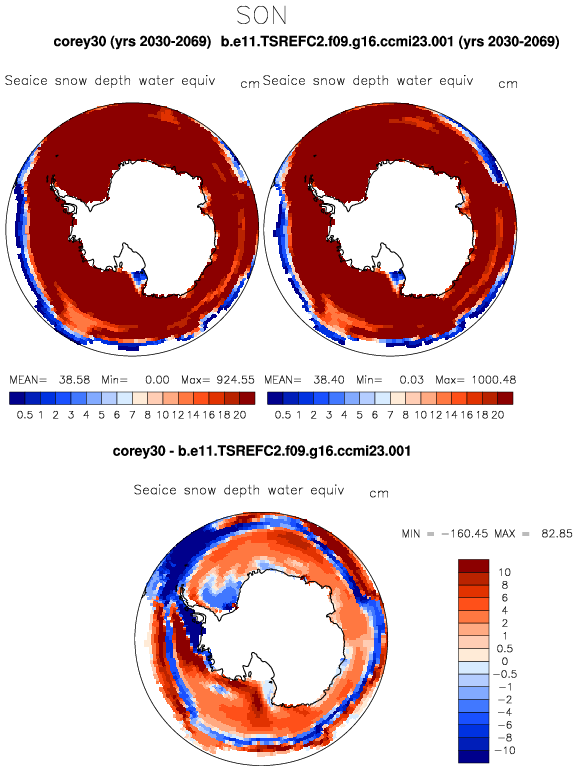 SON
corey30 (yrs 2030-2069) b.e11.TSREFC2.f09.g16.ccmi23.001 (yrs 2030-2069)
Seaice snow depth water equiv cm Seaice snow depth water equiv cm
MEAN= 38.58 Min= 0.00 Max= 924.55 MEAN= 38.40 Min= 0.03 Max= 1000.48
0.5 1 2 3 4 5 6 7 8 10 12 14 16 18 20 0.5 1 2 3 4 5 6 7 8 10 12 14 16 18 20
corey30 - b.e11.TSREFC2.f09.g16.ccmi23.001
Seaice snow depth water equiv cm
MIN = -160.45 MAX = 82.85
10
8
6
4
2
1
0.5
0
-0.5
-1
-2
-4
-6
-8
-10